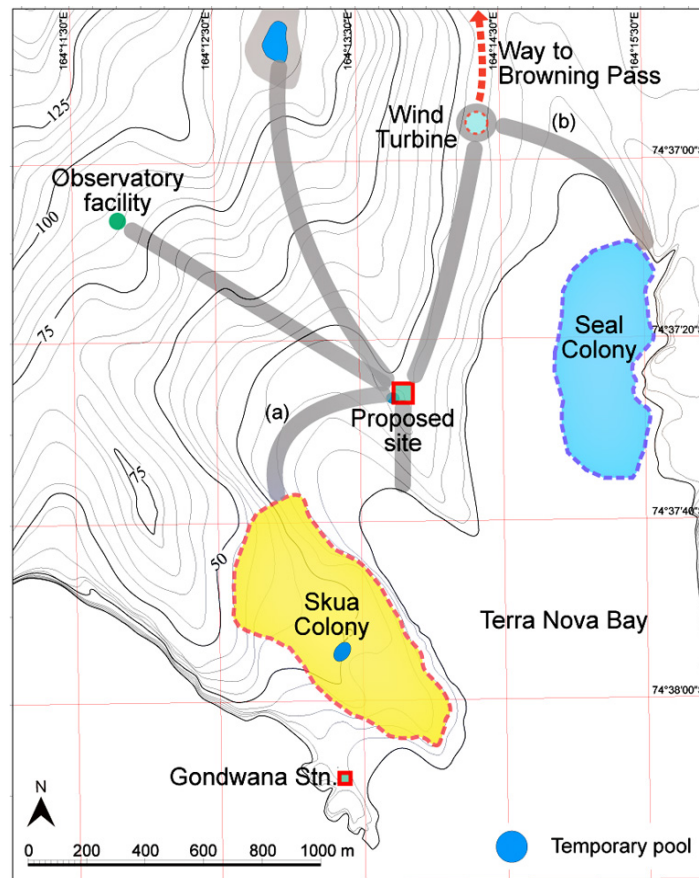 164°11'30"E
164°12'30"E
164°13'30"E
164°14'30"E
164°15'30"E
Way to
Browning Pass
125
Wind
Turbine
(b)
74°37'00"
Observatory
facility
100
75
Seal
Colony
74°37'20"
(a)
Proposed
site
75
74°37'40"
50
Skua
Colony
Terra Nova Bay
74°38'00"
Gondwana Stn.
N
0 200 400 600 800 1000 m
Temporary pool